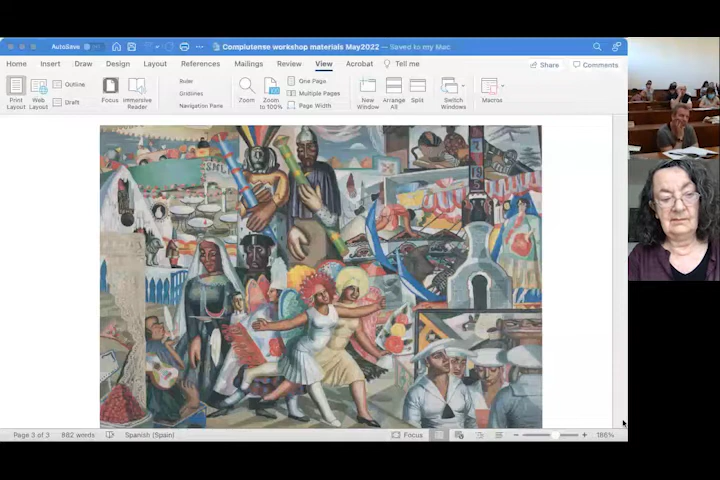 AutoSave
Complutense workshop materials May2022 — Saved to my Mac
Home Insert Draw Design Layout References Mailings Review View Acrobat Tell me
Share Comments
Print Layout
Web Layout
Outline
Draft
Focus
Immersive Reader
Ruler
Gridlines
Navigation Pane
Zoom
Zoom to 100%
One Page
Multiple Pages
Page Width
New Window
Arrange All
Split
Switch Windows
Macros
Page 3 of 3 882 words Spanish (Spain) Focus 186%